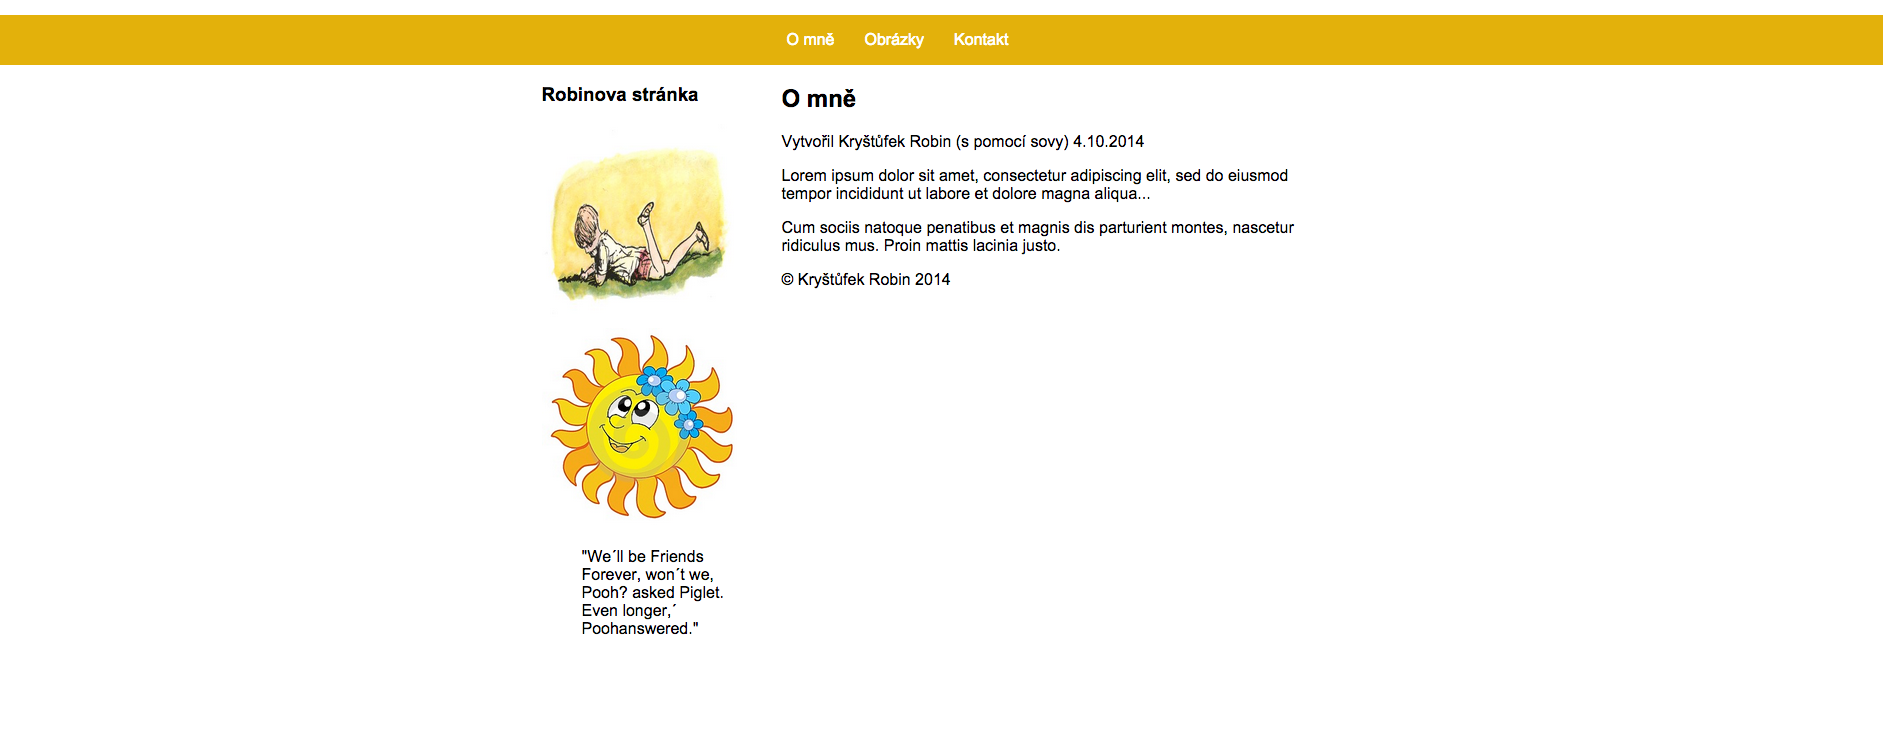 O mně Obrázky Kontakt
Robinova stránka
"We´ll be Friends
Forever, won´t we,
Pooh? asked Piglet.
Even longer,´
Poohanswered."
O mně
Vytvořil Kryštůfek Robin (s pomocí sovy) 4.10.2014
Lorem ipsum dolor sit amet, consectetur adipiscing elit, sed do eiusmod
tempor incididunt ut labore et dolore magna aliqua...
Cum sociis natoque penatibus et magnis dis parturient montes, nascetur
ridiculus mus. Proin mattis lacinia justo.
© Kryštůfek Robin 2014